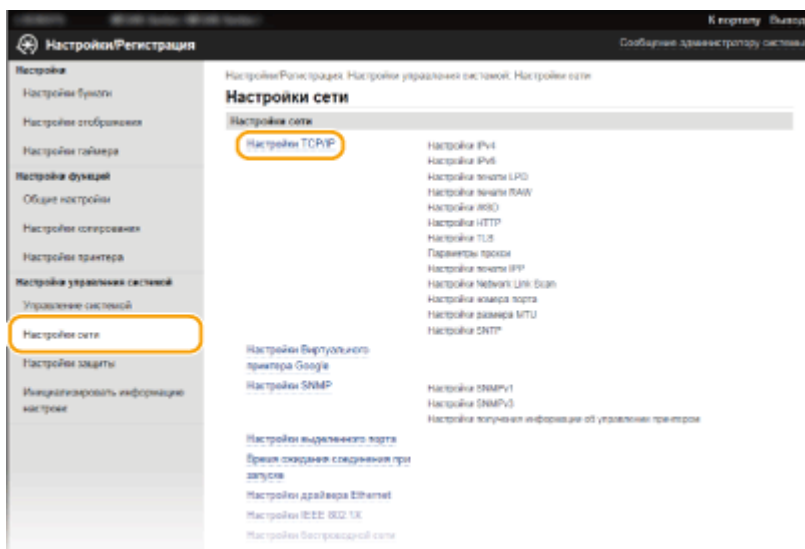 К порталу Выход
Настройки/Регистрация
Сообщение администратору системы
Настройки
Настройки бумаги
Настройки отображения
Настройки таймера
Настройки функций
Общие настройки
Настройки копирования
Настройки принтера
Настройки управления системой
Управление системой
Настройки сети
Настройки защиты
Инициализировать информацию
настроек
Настройки/Регистрация: Настройки управления системой: Настройки сети
Настройки сети
Настройки сети
Настройки TCP/IP
Настройки IPv4
Настройки IPv6
Настройки печати LPD
Настройки печати RAW
Настройки WSD
Настройки HTTP
Настройки TLS
Параметры прокси
Настройки печати IPP
Настройки Network Link Scan
Настройки номера порта
Настройки размера MTU
Настройки SNTP
Настройки Виртуального
принтера Google
Настройки SNMP
Настройки SNMPv1
Настройки SNMPv3
Настройки получения информации об управлении принтером
Настройки выделенного порта
Время ожидания соединения при
запуске
Настройки драйвера Ethernet
Настройки IEEE 802.1X
Настройки беспроводной сети